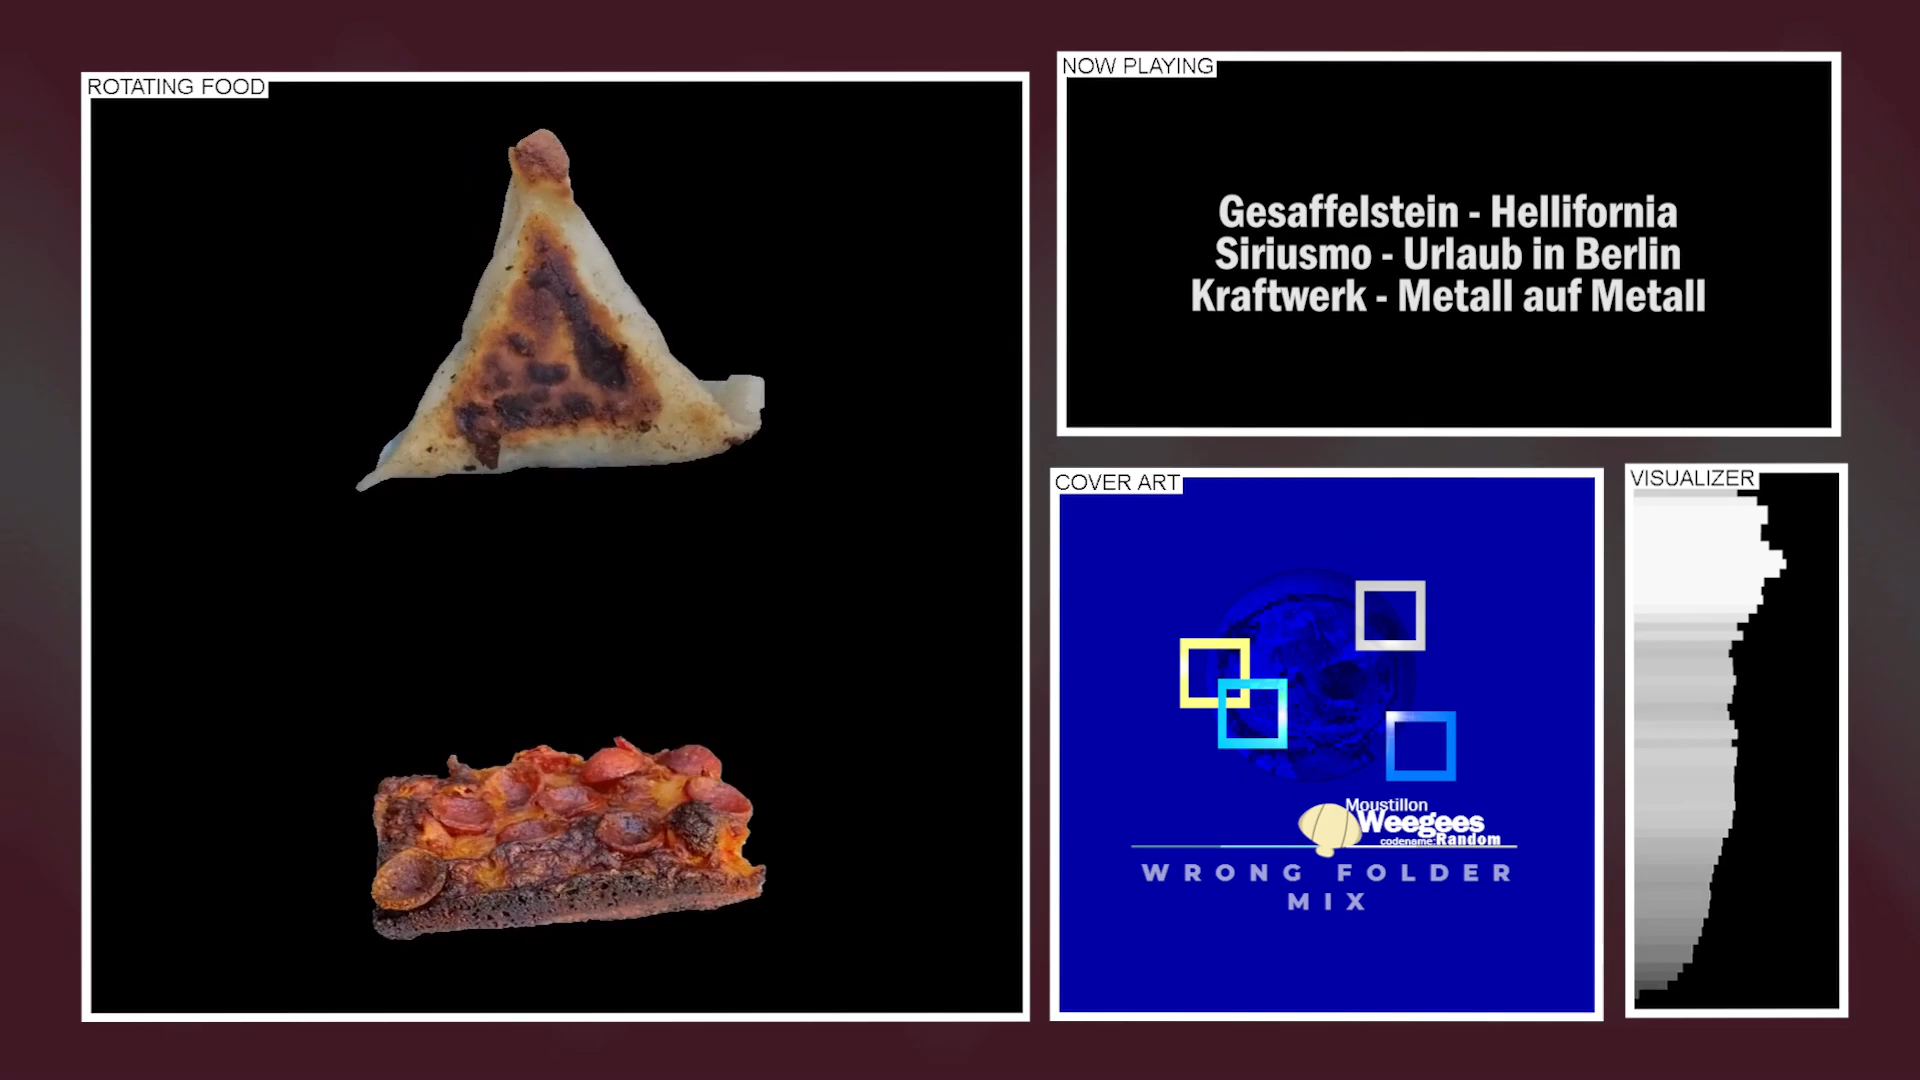 ROTATING FOOD
NOW PLAYING
Gesaffelstein - Hellifornia
Siriusmo - Urlaub in Berlin
Kraftwerk - Metall auf Metall
COVER ART
Moustillon
Weegees
codename:Random
WRONG FOLDER
MIX
VISUALIZER